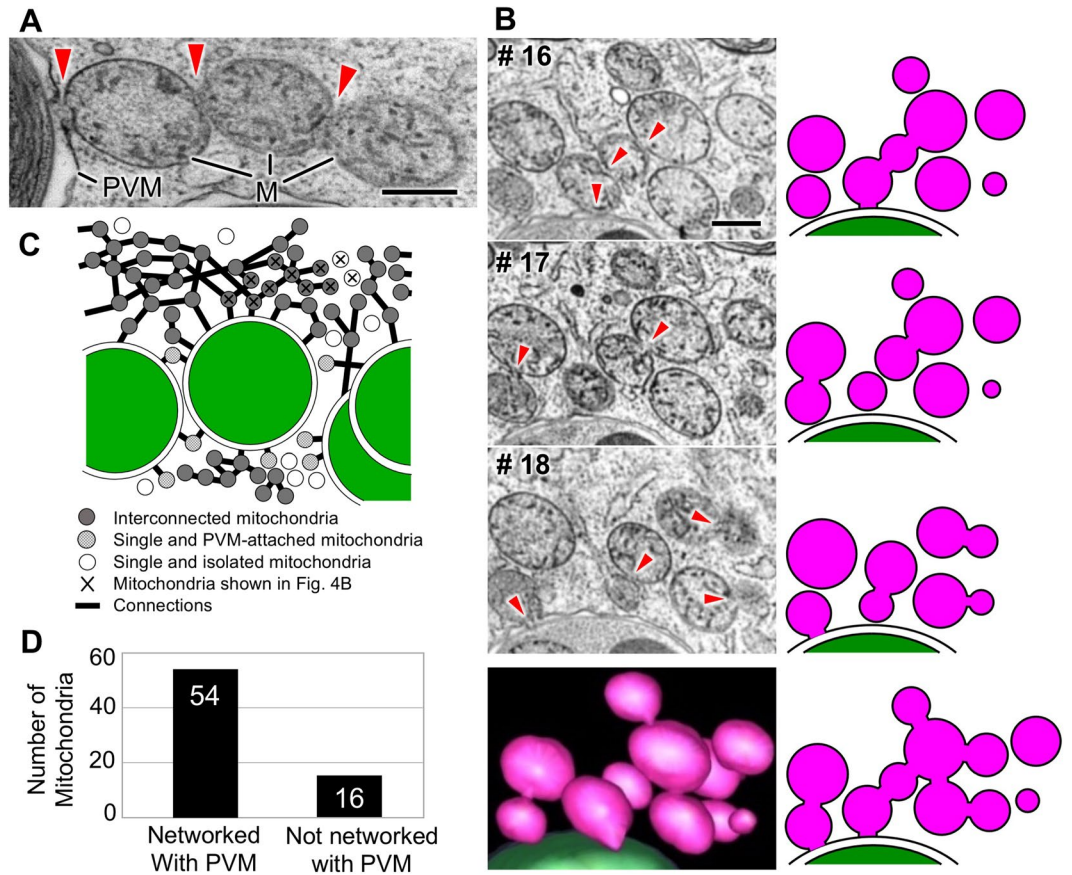 A
PVM
M
B
# 16
# 17
# 18
C
Interconnected mitochondria
Single and PVM-attached mitochondria
Single and isolated mitochondria
Mitochondria shown in Fig. 4B
Connections
D
Number of
Mitochondria
60
40
20
0
54
16
Networked
With PVM
Not networked
with PVM